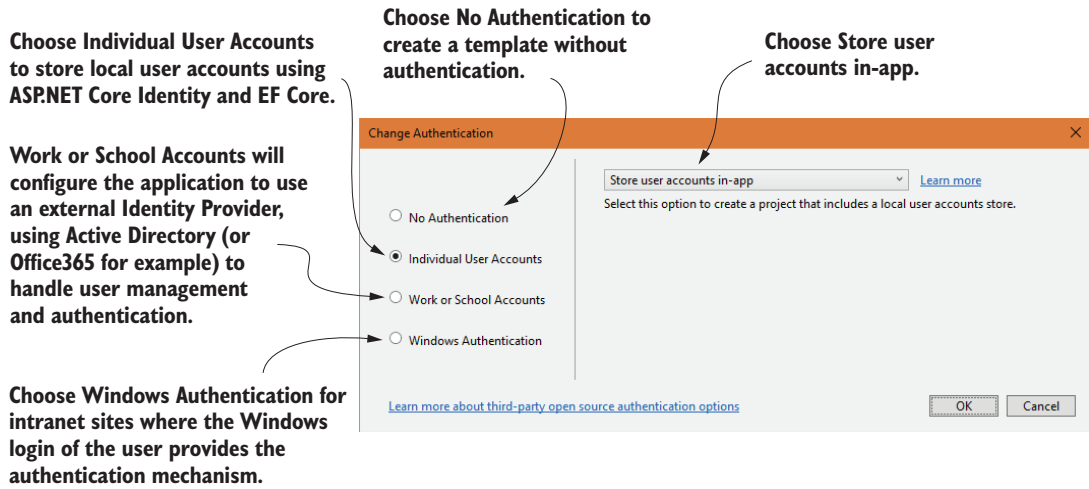 Choose No Authentication to
create a template without
authentication.
Choose Store user
accounts in-app.
Choose Individual User Accounts
to store local user accounts using
ASP.NET Core Identity and EF Core.
Work or School Accounts will
configure the application to use
an external Identity Provider,
using Active Directory (or
Office365 for example) to
handle user management
and authentication.
Choose Windows Authentication for
intranet sites where the Windows
login of the user provides the
authentication mechanism.
Change Authentication
Store user accounts in-app
Learn more
Select this option to create a project that includes a local user accounts store.
No Authentication
Individual User Accounts
Work or School Accounts
Windows Authentication
Learn more about third-party open source authentication options
OK
Cancel